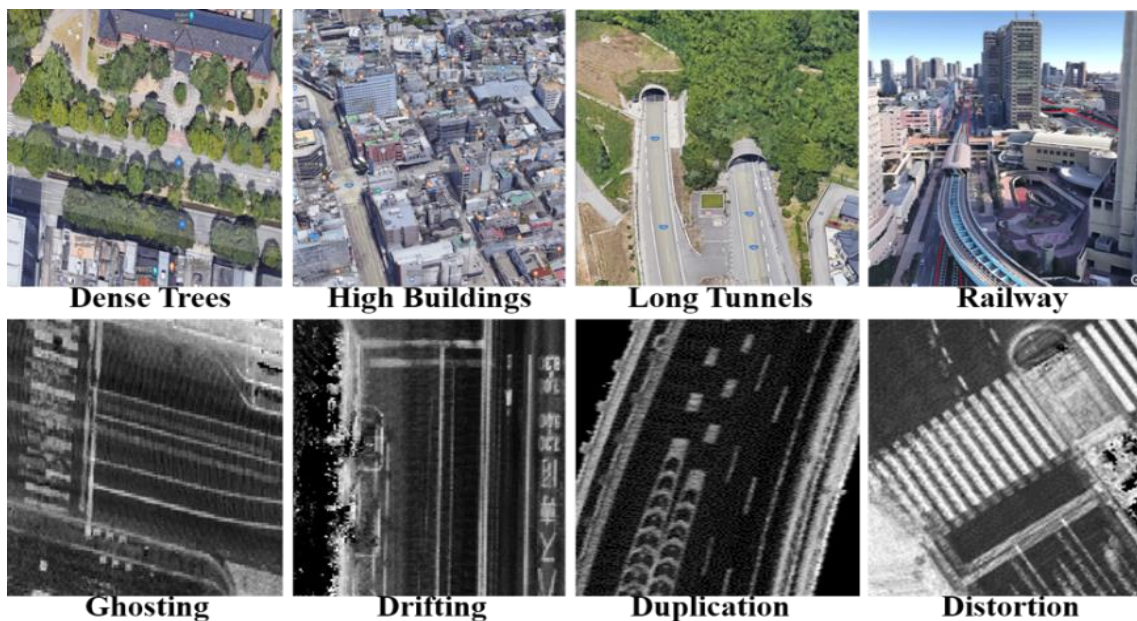 Dense Trees
High Buildings
Long Tunnels
Railway
Ghosting
Drifting
Duplication
Distortion